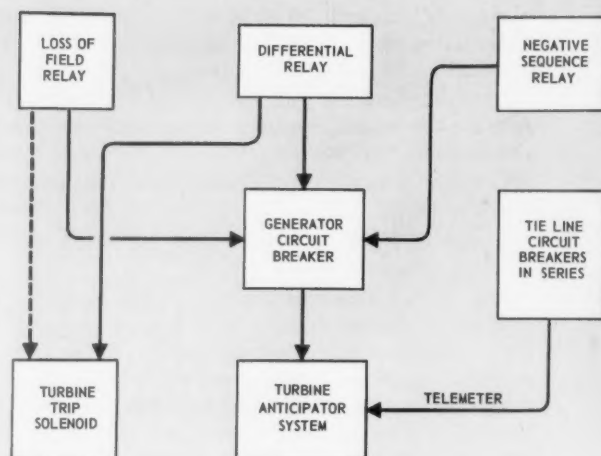 LOSS OF
FIELD
RELAY
DIFFERENTIAL
RELAY
NEGATIVE
SEQUENCE
RELAY
GENERATOR
CIRCUIT
BREAKER
TIE LINE
CIRCUIT
BREAKERS
IN SERIES
TURBINE
TRIP
SOLENOID
TURBINE
ANTICIPATOR
SYSTEM
TELEMETER